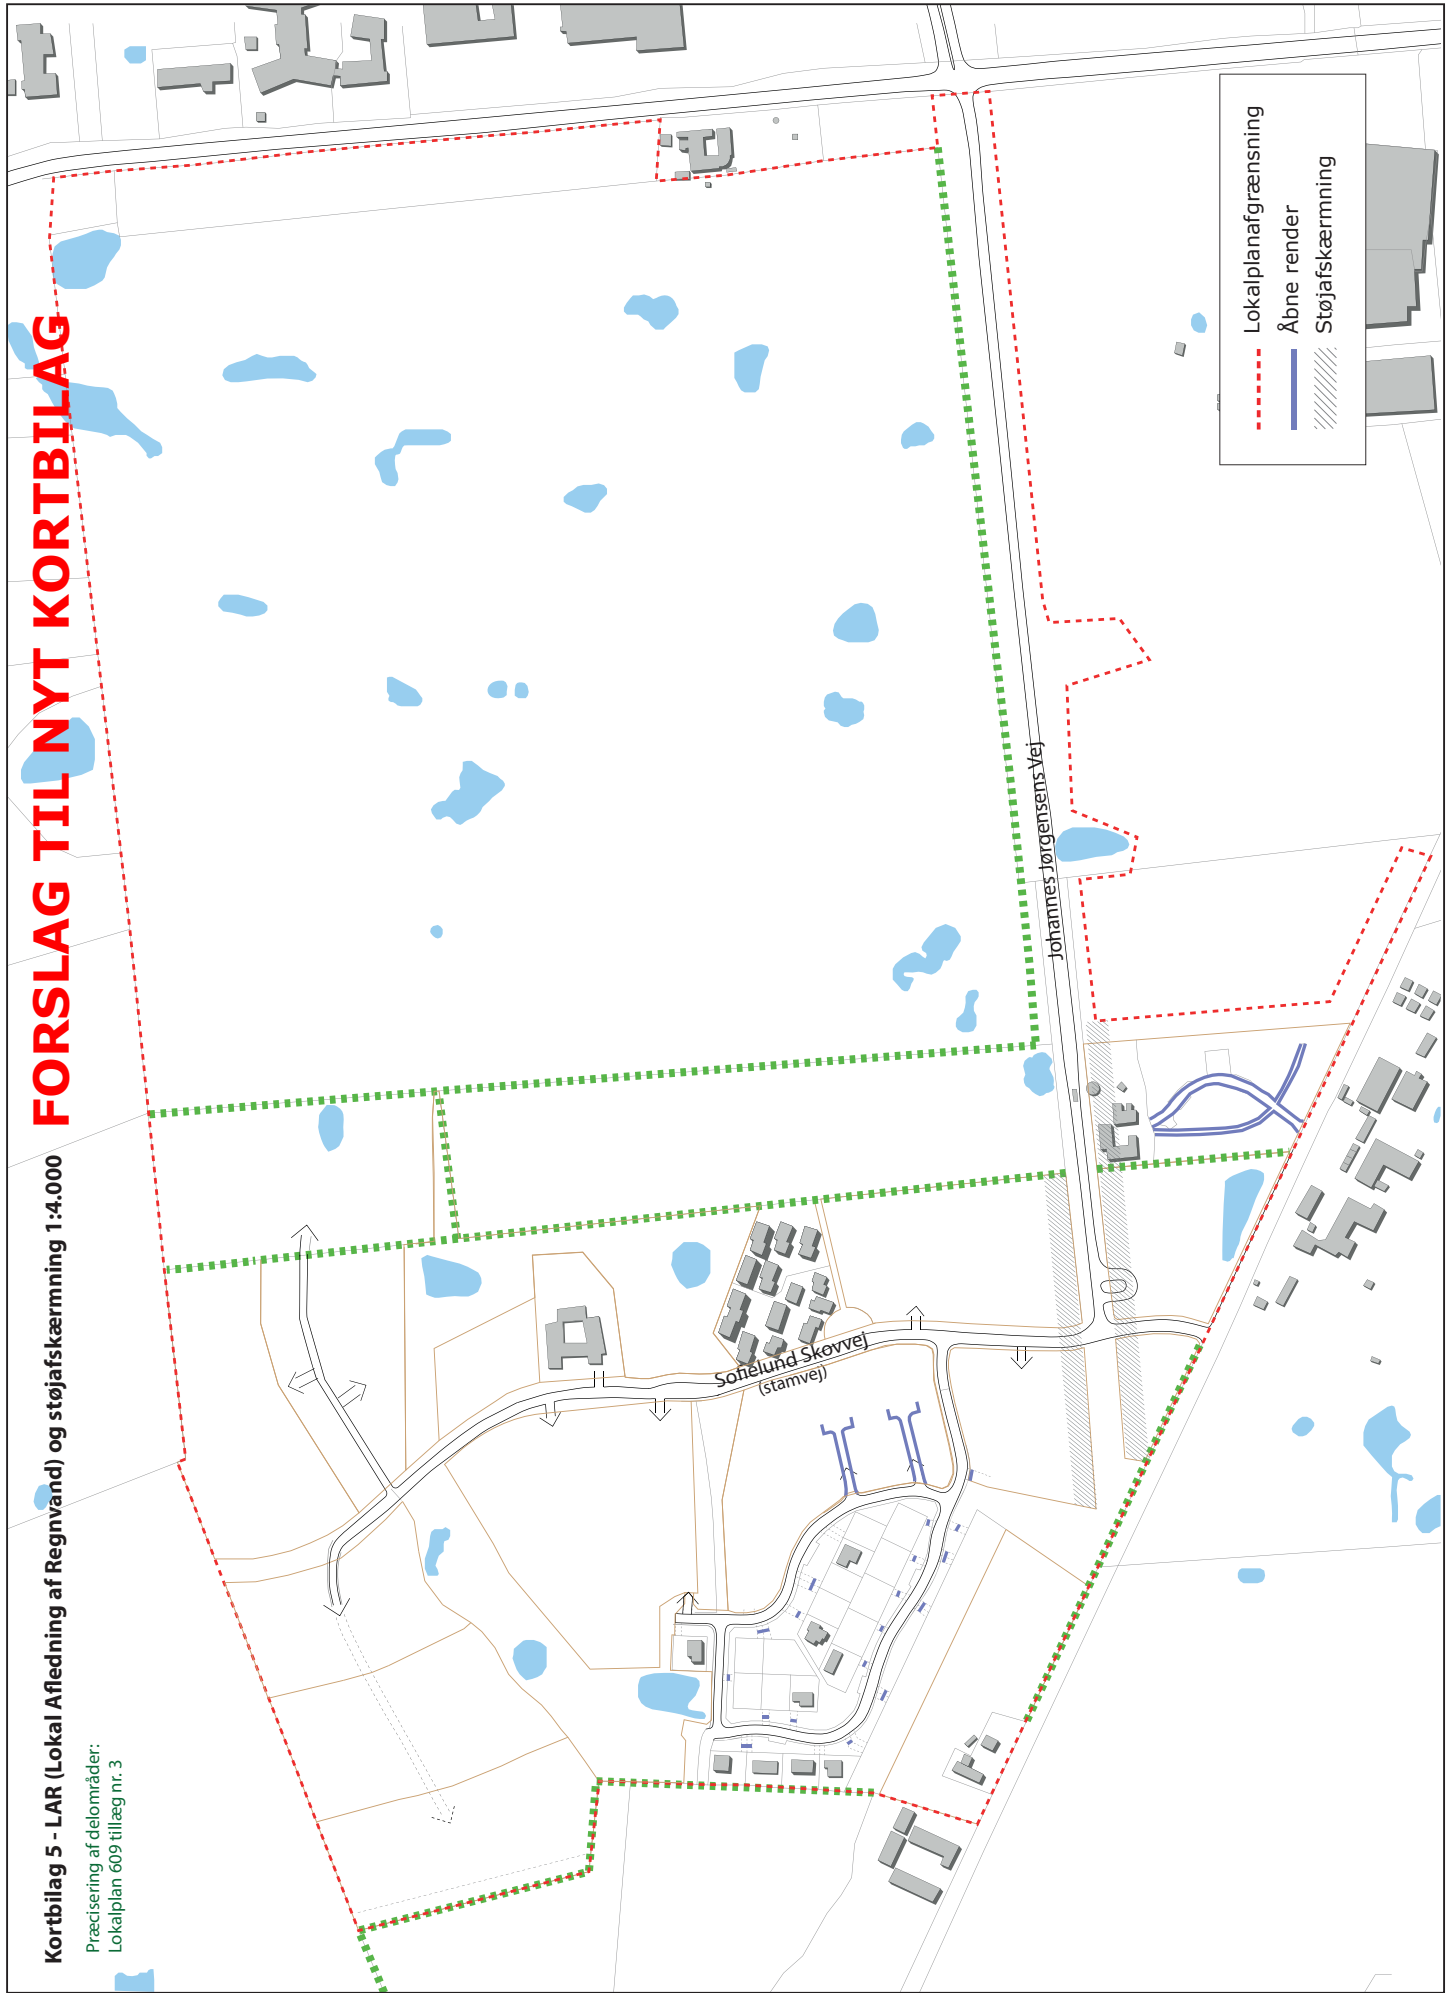 Kortbilag 5 - LAR (Lokal Afledning af Regnvand) og støjafskærmning 1:4.000 FORSLAG TIL NYT KORTBILAG
Præcisering af delområder:
Lokalplan 609 tillæg nr. 3
Sofielund Skovvej
(stamvej)
Johannes Jørgensens Vej
Lokalplanafgrænsning
Åbne render
Støjafskærmning